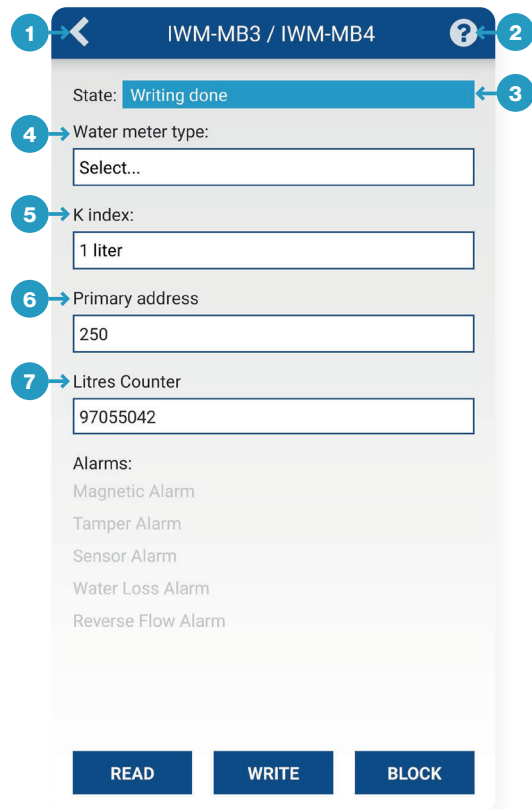 1
IWM-MB3 / IWM-MB4
?
2
State: Writing done
3
4
Water meter type:
Select...
5
K index:
1 liter
6
Primary address
250
7
Litres Counter
97055042
Alarms:
Magnetic Alarm
Tamper Alarm
Sensor Alarm
Water Loss Alarm
Reverse Flow Alarm
READ WRITE BLOCK